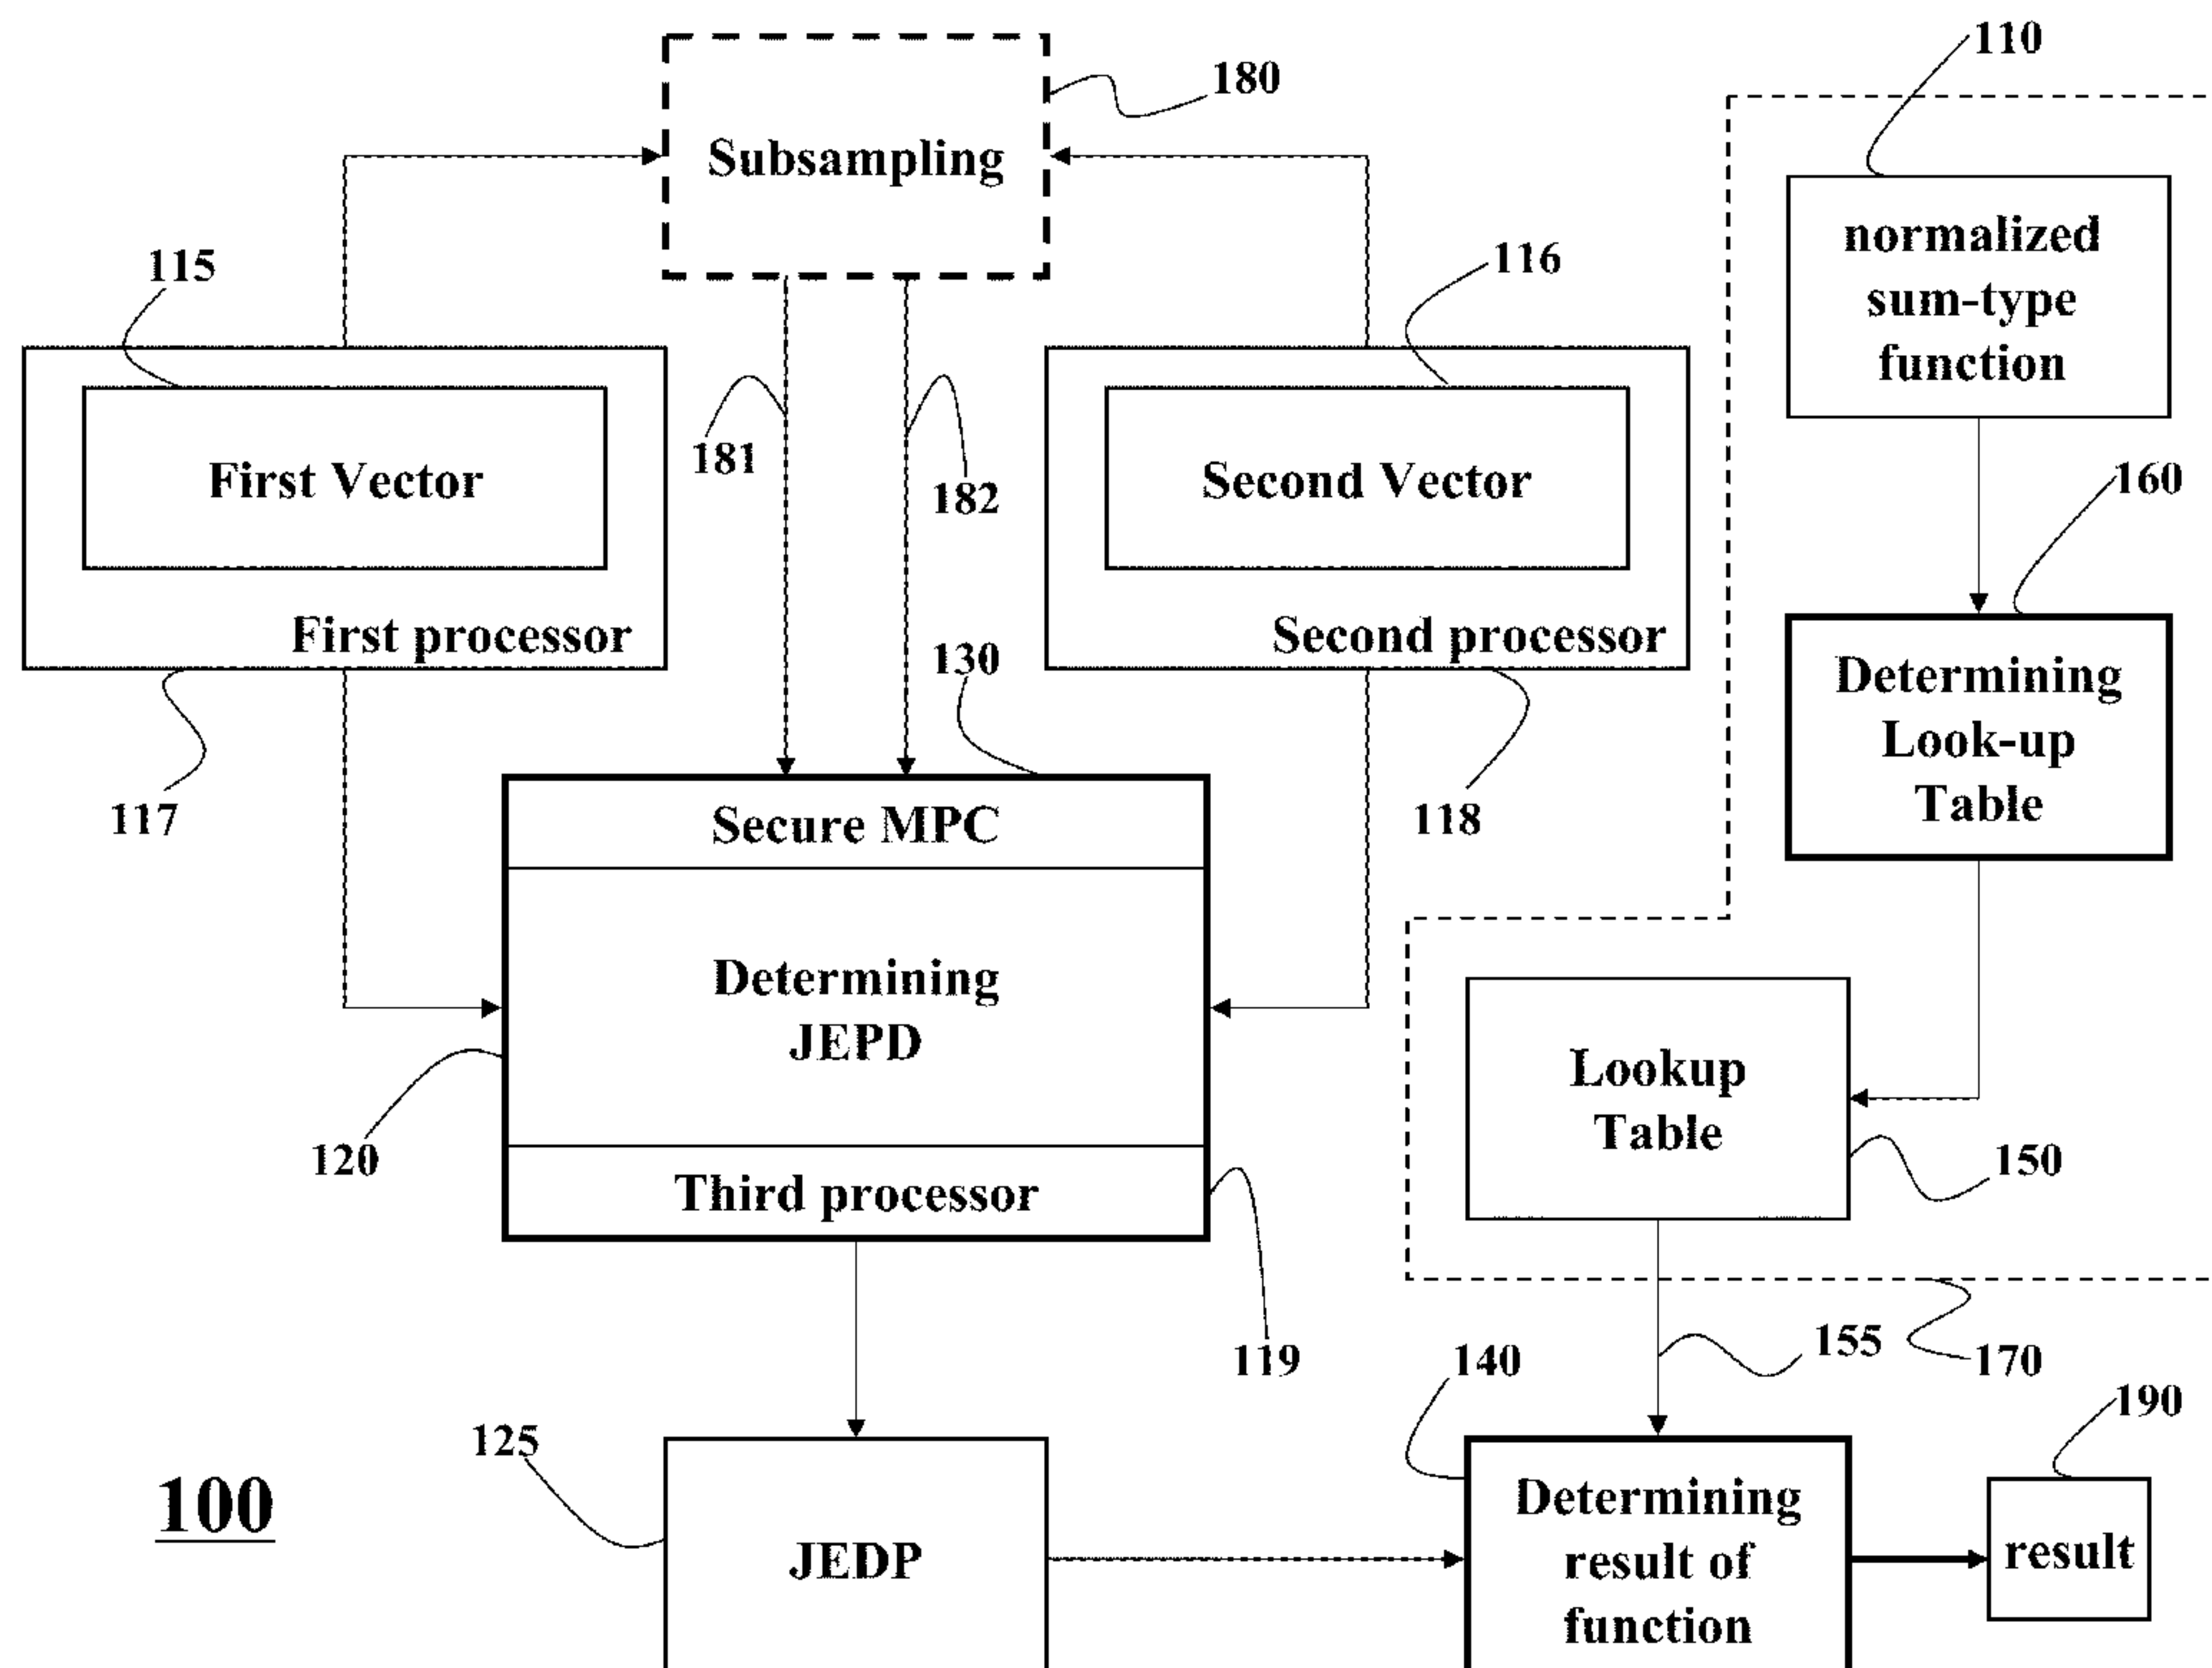 110
180
Subsampling
normalized
sum-type
function
115
116
First Vector
181
182
Second Vector
160
First processor
130
Second processor
Determining
Look-up
Table
117
Secure MPC
118
Determining
JEPD
Lookup
Table
120
150
Third processor
119
155
170
140
190
125
100
JEDP
Determining
result of
function
result